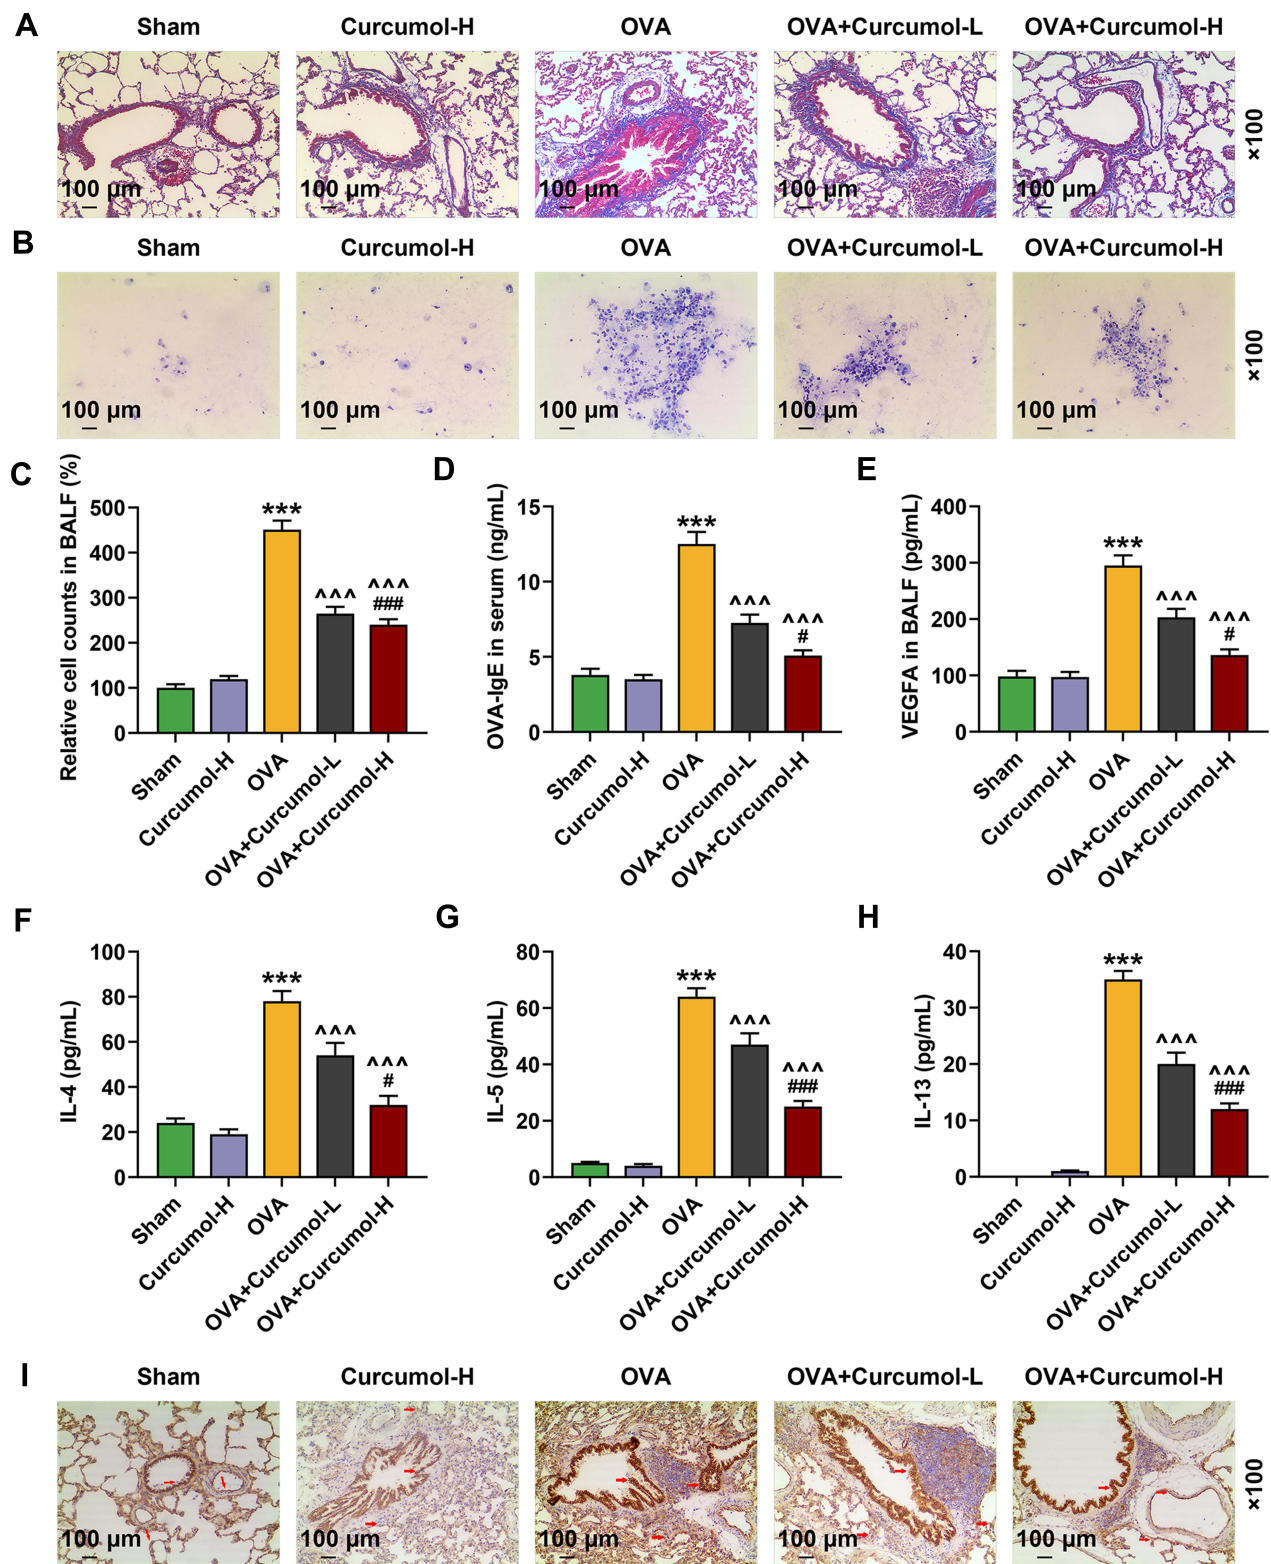 A
Sham Curcumol-H OVA OVA+Curcumol-L OVA+Curcumol-H
100 µm 100 µm 100 µm 100 µm 100 µm
×100
B
Sham Curcumol-H OVA OVA+Curcumol-L OVA+Curcumol-H
100 µm 100 µm 100 µm 100 µm 100 µm
×100
C
Relative cell counts in BALF (%)
500
400
300
200
100
0
***
^^^
^^^
###
Sham
Curcumol-H
OVA
OVA+Curcumol-L
OVA+Curcumol-H
D
OVA-IgE in serum (ng/mL)
15
10
5
0
***
^^^
^^^
#
Sham
Curcumol-H
OVA
OVA+Curcumol-L
OVA+Curcumol-H
E
VEGFA in BALF (pg/mL)
400
300
200
100
0
***
^^^
^^^
#
Sham
Curcumol-H
OVA
OVA+Curcumol-L
OVA+Curcumol-H
F
IL-4 (pg/mL)
100
80
60
40
20
0
***
^^^
^^^
#
Sham
Curcumol-H
OVA
OVA+Curcumol-L
OVA+Curcumol-H
G
IL-5 (pg/mL)
80
60
40
20
0
***
^^^
^^^
###
Sham
Curcumol-H
OVA
OVA+Curcumol-L
OVA+Curcumol-H
H
IL-13 (pg/mL)
40
30
20
10
0
***
^^^
^^^
###
Sham
Curcumol-H
OVA
OVA+Curcumol-L
OVA+Curcumol-H
I
Sham Curcumol-H OVA OVA+Curcumol-L OVA+Curcumol-H
100 µm 100 µm 100 µm 100 µm 100 µm
×100